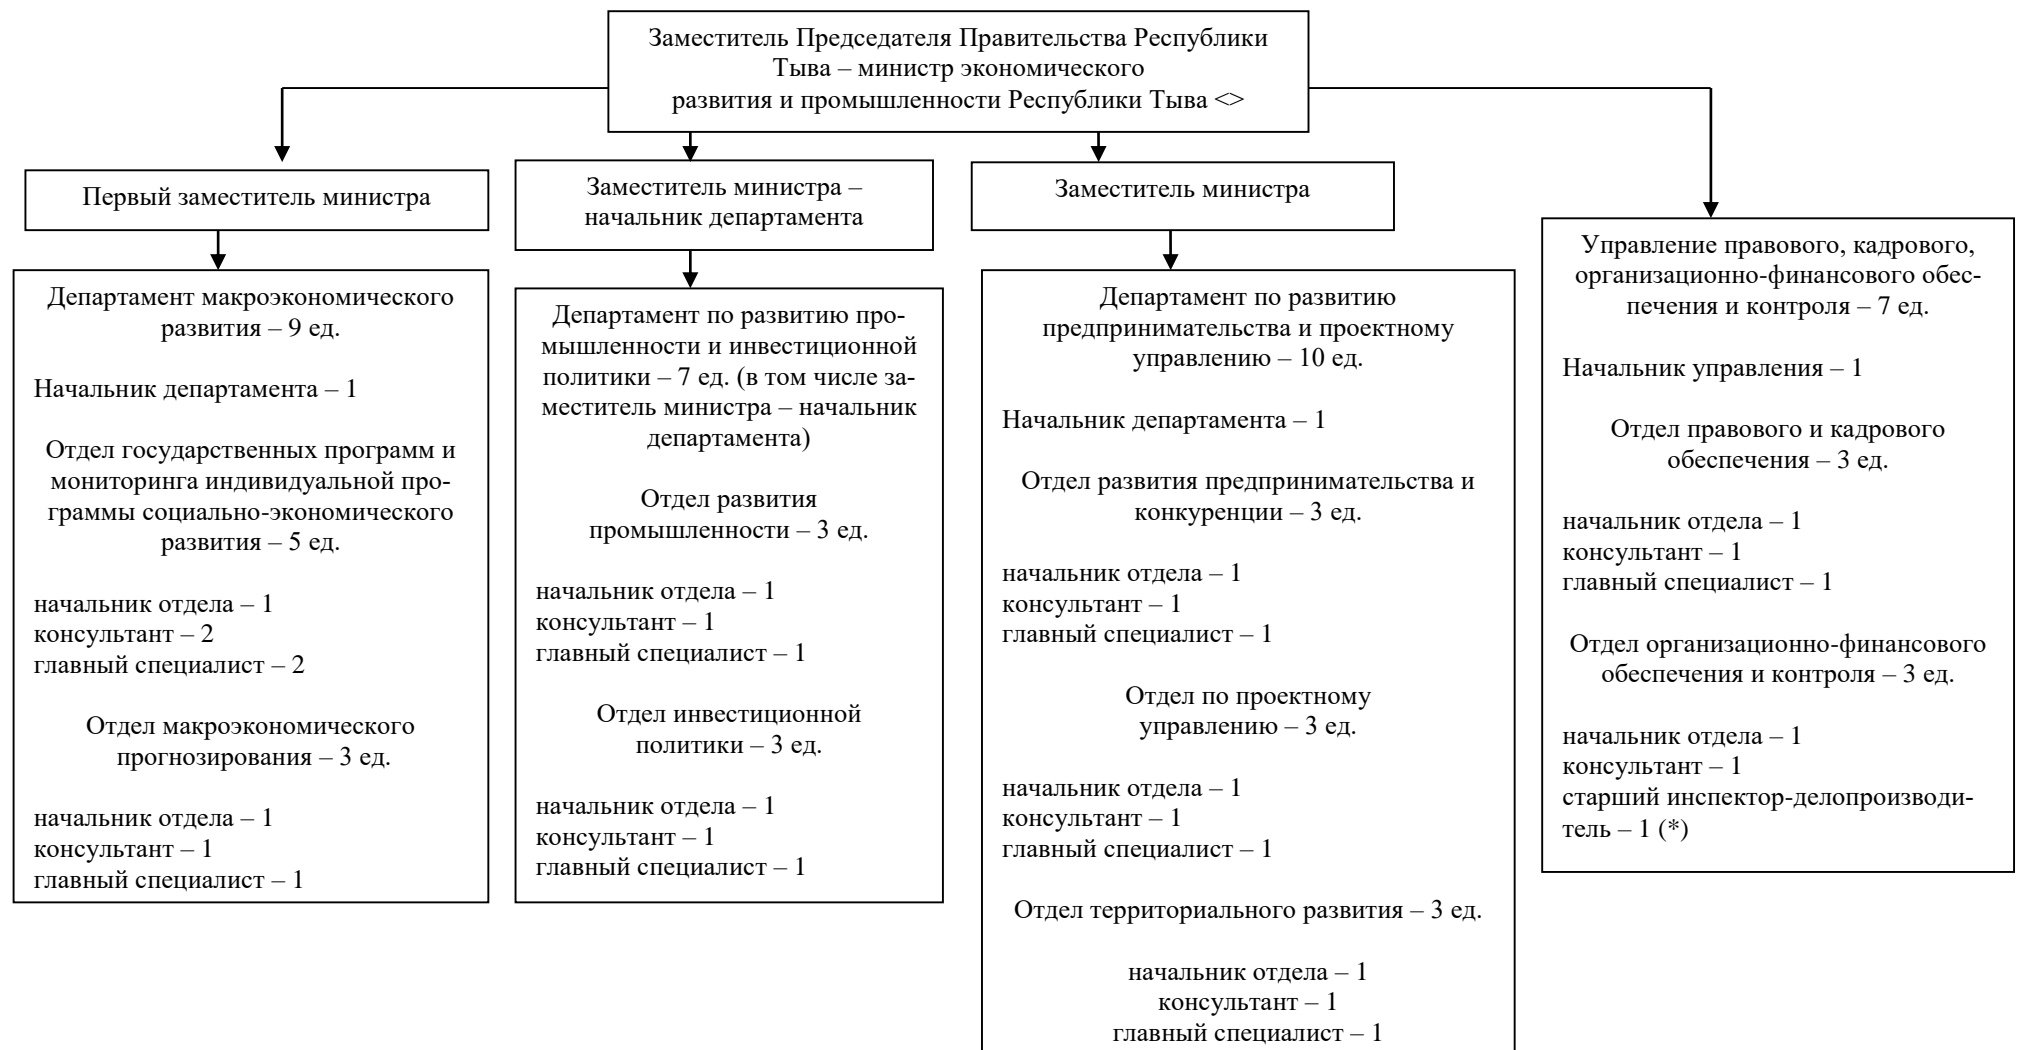 Заместитель Председателя Правительства Республики
Тыва – министр экономического
развития и промышленности Республики Тыва <>
Первый заместитель министра
Заместитель министра –
начальник департамента
Заместитель министра
Департамент макроэкономического
развития – 9 ед.
Начальник департамента – 1
Отдел государственных программ и
мониторинга индивидуальной про-
граммы социально-экономического
развития – 5 ед.
начальник отдела – 1
консультант – 2
главный специалист – 2
Отдел макроэкономического
прогнозирования – 3 ед.
начальник отдела – 1
консультант – 1
главный специалист – 1
Департамент по развитию про-
мышленности и инвестиционной
политики – 7 ед. (в том числе за-
меститель министра – начальник
департамента)
Отдел развития
промышленности – 3 ед.
начальник отдела – 1
консультант – 1
главный специалист – 1
Отдел инвестиционной
политики – 3 ед.
начальник отдела – 1
консультант – 1
главный специалист – 1
Департамент по развитию
предпринимательства и проектному
управлению – 10 ед.
Начальник департамента – 1
Отдел развития предпринимательства и
конкуренции – 3 ед.
начальник отдела – 1
консультант – 1
главный специалист – 1
Отдел по проектному
управлению – 3 ед.
начальник отдела – 1
консультант – 1
главный специалист – 1
Отдел территориального развития – 3 ед.
начальник отдела – 1
консультант – 1
главный специалист – 1
Управление правового, кадрового,
организационно-финансового обес-
печения и контроля – 7 ед.
Начальник управления – 1
Отдел правового и кадрового
обеспечения – 3 ед.
начальник отдела – 1
консультант – 1
главный специалист – 1
Отдел организационно-финансового
обеспечения и контроля – 3 ед.
начальник отдела – 1
консультант – 1
старший инспектор-делопроизводи-
тель – 1 (*)